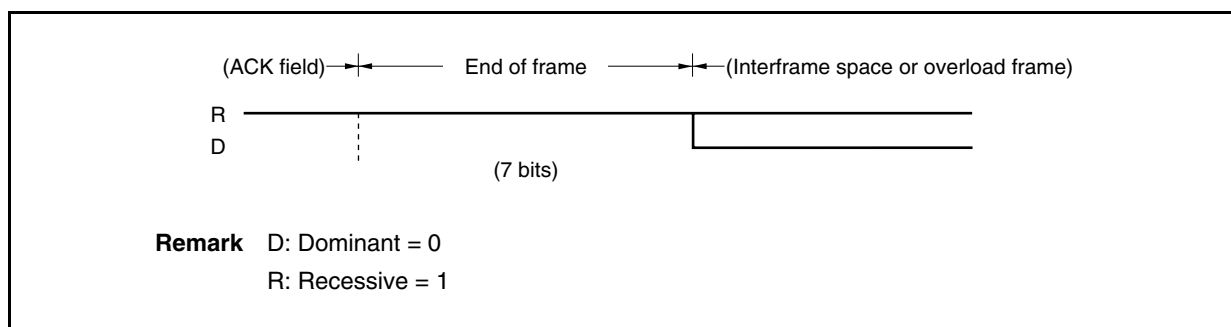 (ACK field) End of frame (Interframe space or overload frame)
R
D
(7 bits)
Remark D: Dominant = 0
R: Recessive = 1